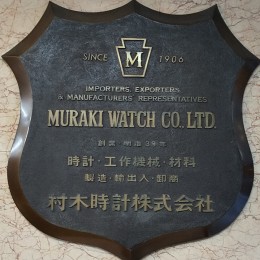 SINCE M 1906
IMPORTERS, EXPORTERS
& MANUFACTURERS' REPRESENTATIVES
MURAKI WATCH CO. LTD.
創立 明治 39年
時計・工作機械・材料
製造・輸出入・卸商
村木時計株式会社